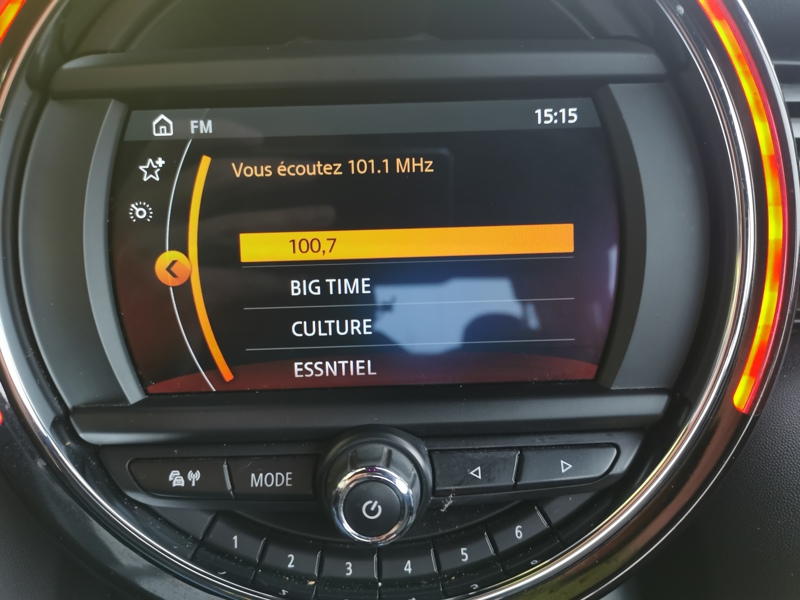 FM
15:15
Vous écoutez 101.1 MHz
100,7
BIG TIME
CULTURE
ESSNTIEL
MODE
1 2 3 4 5 6